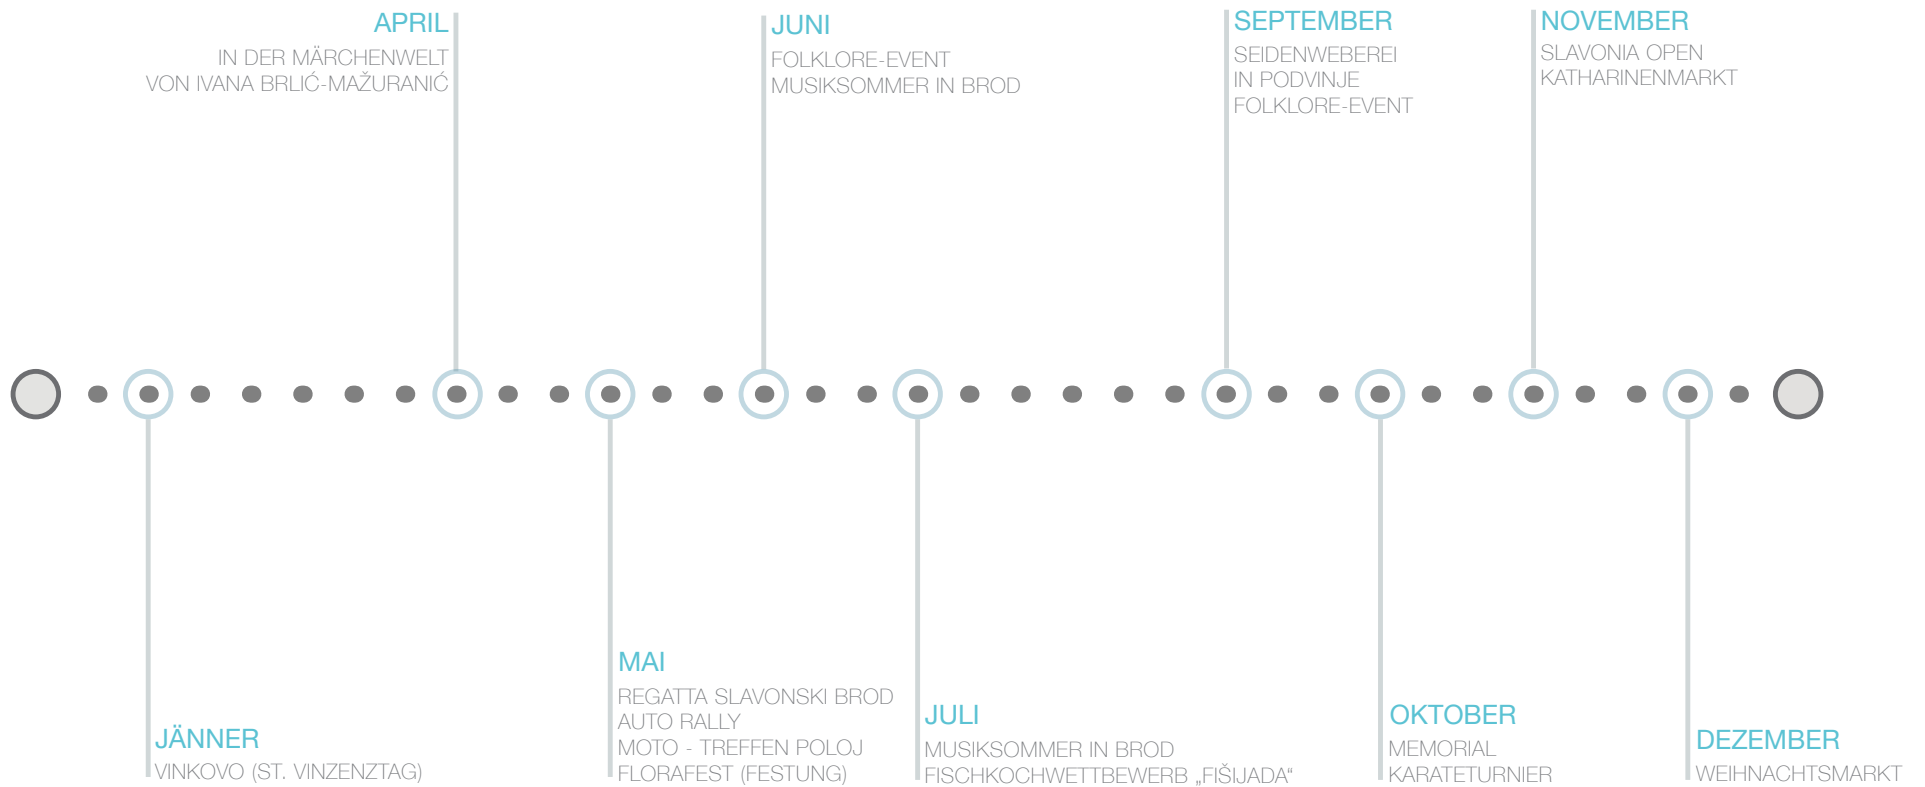 APRIL
IN DER MÄRCHENWELT
VON IVANA BRLIĆ-MAŽURANIĆ
JUNI
FOLKLORE-EVENT
MUSIKSOMMER IN BROD
SEPTEMBER
SEIDENWEBEREI
IN PODVINJE
FOLKLORE-EVENT
NOVEMBER
SLAVONIA OPEN
KATHARINENMARKT
JÄNNER
VINKOVO (ST. VINZENZTAG)
MAI
REGATTA SLAVONSKI BROD
AUTO RALLY
MOTO - TREFFEN POLOJ
FLORAFEST (FESTUNG)
JULI
MUSIKSOMMER IN BROD
FISCHKOCHWETTBEWERB „FIŠIJADA“
OKTOBER
MEMORIAL
KARATETURNIER
DEZEMBER
WEIHNACHTSMARKT